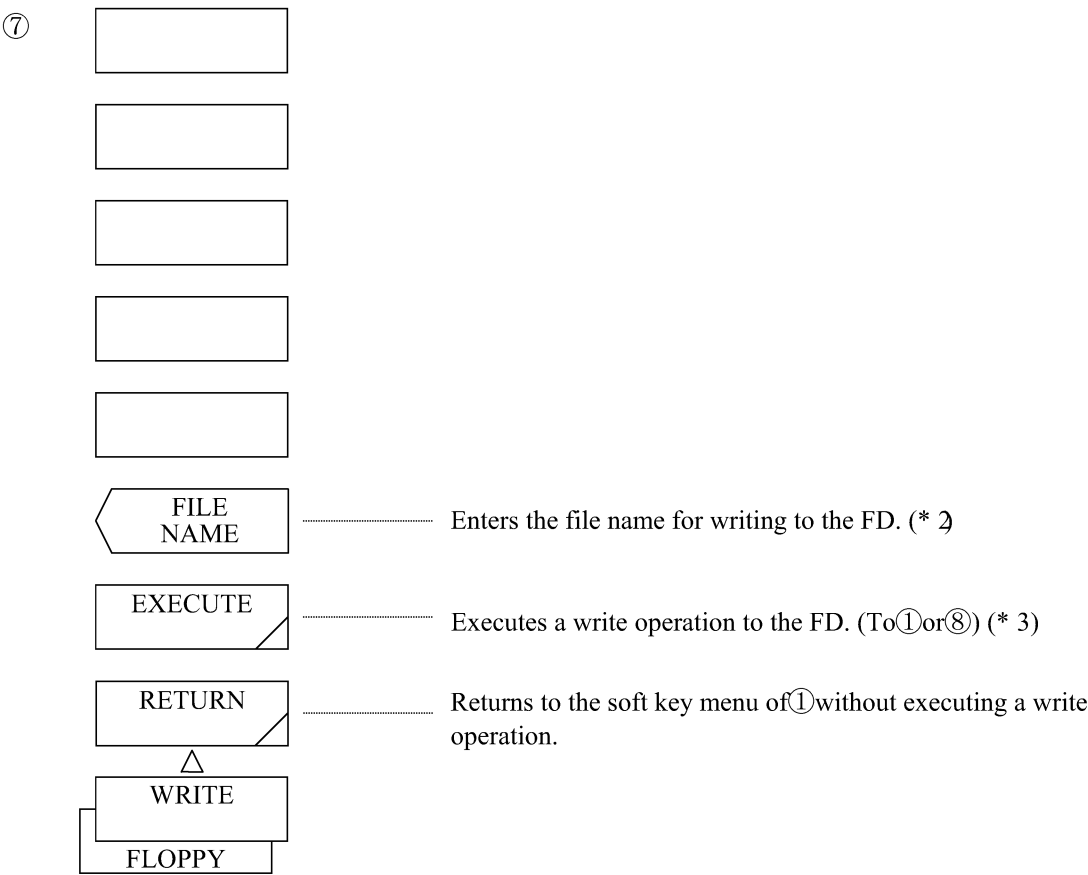 ⑦
FILE
NAME
Enters the file name for writing to the FD. (* 2)
EXECUTE
Executes a write operation to the FD. (To①or⑧) (* 3)
RETURN
Returns to the soft key menu of①without executing a write
operation.
WRITE
FLOPPY